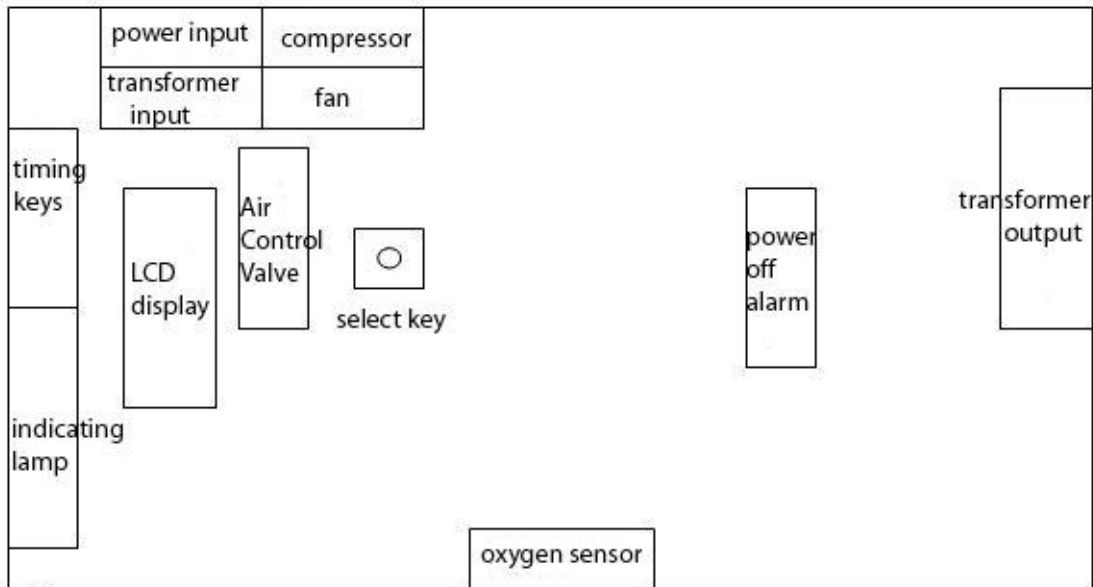 power input
compressor
transformer
input
fan
timing
keys
Air
Control
Valve
LCD
display
select key
power
off
alarm
transformer
output
indicating
lamp
oxygen sensor